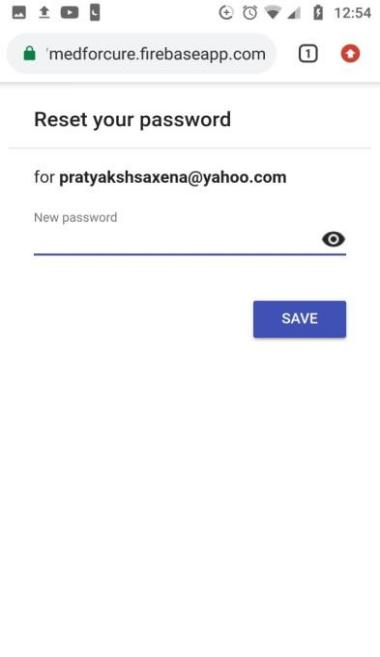 12:54
'medforcure.firebaseapp.com
1
Reset your password
for pratyakshsaxena@yahoo.com
New password
SAVE